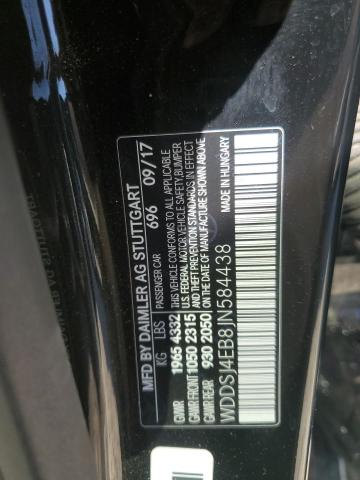 MFD BY DAIMLER AG STUTTGART
PASSENGER CAR 696 09/17
KG LBS
GVWR 1965 4332
GAWR FRONT 1050 2315
GAWR REAR 930 2050
THIS VEHICLE CONFORMS TO ALL APPLICABLE
U.S. FEDERAL MOTOR VEHICLE SAFETY, BUMPER
AND THEFT PREVENTION STANDARDS IN EFFECT
ON THE DATE OF MANUFACTURE SHOWN ABOVE
WDDSJ4EB8JN584438
MADE IN HUNGARY